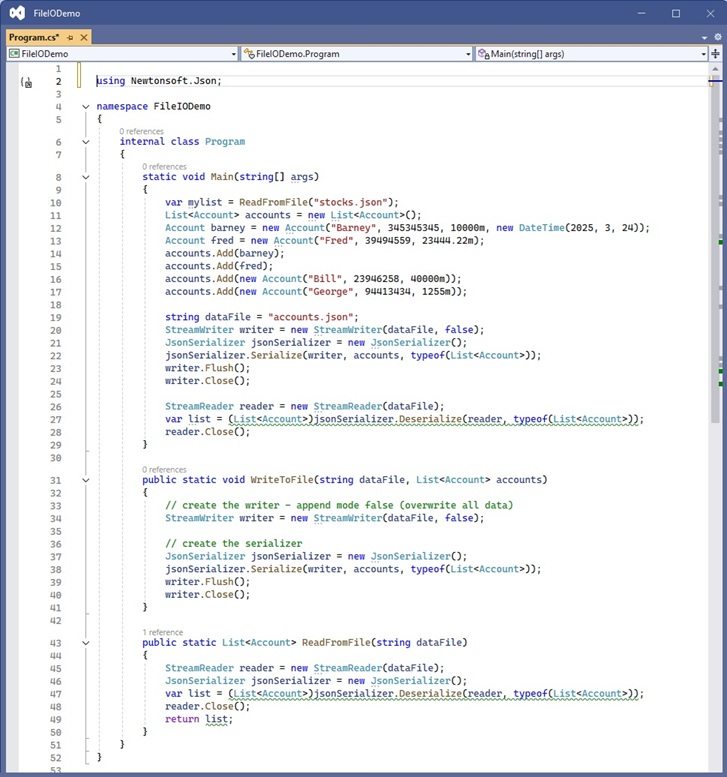 FileIODemo
Program.cs*
FileIODemo FileIODemo.Program Main(string[] args)
1
2 using Newtonsoft.Json;
3
4 namespace FileIODemo
5 {
0 references
6 internal class Program
7 {
0 references
8 static void Main(string[] args)
9 {
10 var mylist = ReadFromFile("stocks.json");
11 List<Account> accounts = new List<Account>();
12 Account barney = new Account("Barney", 345345345, 10000m, new DateTime(2025, 3, 24));
13 Account fred = new Account("Fred", 39494559, 23444.22m);
14 accounts.Add(barney);
15 accounts.Add(fred);
16 accounts.Add(new Account("Bill", 23946258, 40000m));
17 accounts.Add(new Account("George", 94413434, 1255m));
18
19 string dataFile = "accounts.json";
20 StreamWriter writer = new StreamWriter(dataFile, false);
21 JsonSerializer jsonSerializer = new JsonSerializer();
22 jsonSerializer.Serialize(writer, accounts, typeof(List<Account>));
23 writer.Flush();
24 writer.Close();
25
26 StreamReader reader = new StreamReader(dataFile);
27 var list = (List<Account>)jsonSerializer.Deserialize(reader, typeof(List<Account>));
28 reader.Close();
29 }
30
0 references
31 public static void WriteToFile(string dataFile, List<Account> accounts)
32 {
33 // create the writer - append mode false (overwrite all data)
34 StreamWriter writer = new StreamWriter(dataFile, false);
35
36 // create the serializer
37 JsonSerializer jsonSerializer = new JsonSerializer();
38 jsonSerializer.Serialize(writer, accounts, typeof(List<Account>));
39 writer.Flush();
40 writer.Close();
41 }
42
1 reference
43 public static List<Account> ReadFromFile(string dataFile)
44 {
45 StreamReader reader = new StreamReader(dataFile);
46 JsonSerializer jsonSerializer = new JsonSerializer();
47 var list = (List<Account>)jsonSerializer.Deserialize(reader, typeof(List<Account>));
48 reader.Close();
49 return list;
50 }
51 }
52 }
53